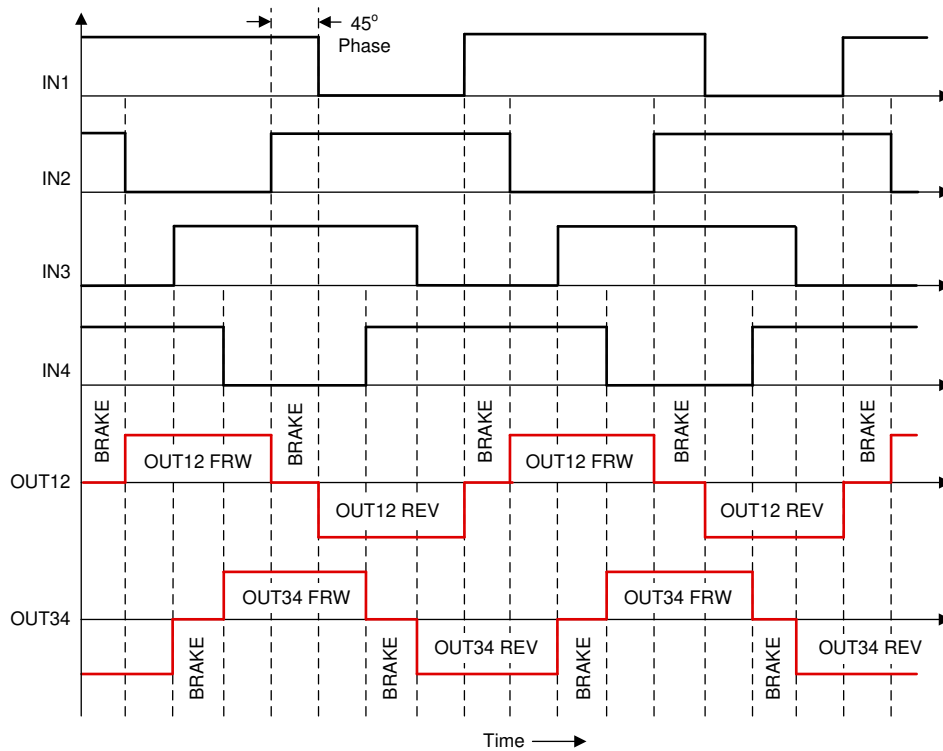 45°
Phase
IN1
IN2
IN3
IN4
BRAKE
BRAKE
BRAKE
BRAKE
BRAKE
OUT12 FRW
OUT12 FRW
OUT12
OUT12 REV
OUT12 REV
OUT34 FRW
OUT34 FRW
OUT34
OUT34 REV
OUT34 REV
BRAKE
BRAKE
BRAKE
BRAKE
Time